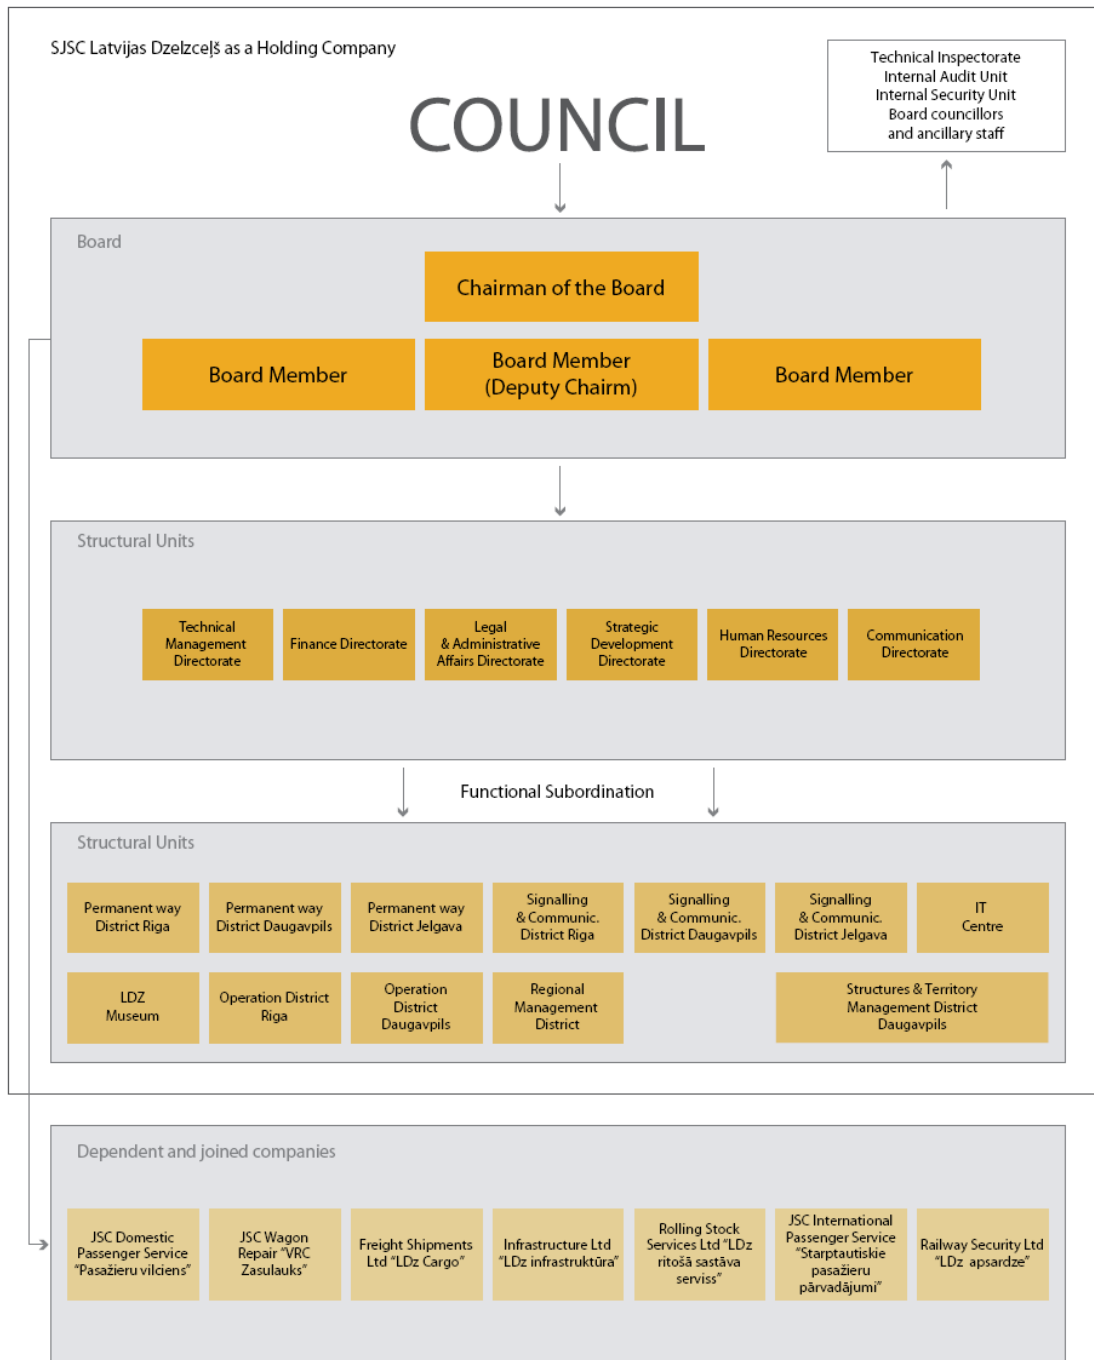 SJSC Latvijas Dzelzceļš as a Holding Company
Technical Inspectorate
Internal Audit Unit
Internal Security Unit
Board councillors
and ancillary staff
COUNCIL
Board
Chairman of the Board
Board Member
Board Member
(Deputy Chairm)
Board Member
Structural Units
Technical
Management
Directorate
Finance Directorate
Legal
& Administrative
Affairs Directorate
Strategic
Development
Directorate
Human Resources
Directorate
Communication
Directorate
Functional Subordination
Structural Units
Permanent way
District Riga
Permanent way
District Daugavpils
Permanent way
District Jelgava
Signalling
& Communic.
District Riga
Signalling
& Communic.
District Daugavpils
Signalling
& Communic.
District Jelgava
IT
Centre
LDZ
Museum
Operation District
Riga
Operation
District
Daugavpils
Regional
Management
District
Structures & Territory
Management District
Daugavpils
Dependent and joined companies
JSC Domestic
Passenger Service
“Pasažieru vilciens”
JSC Wagon
Repair “VRC
Zasulauks”
Freight Shipments
Ltd “LDz Cargo”
Infrastructure Ltd
“LDz infrastruktūra”
Rolling Stock
Services Ltd “LDz
ritošā sastāva
serviss”
JSC International
Passenger Service
“Starptautiskie
pasažieru
pārvadājumi”
Railway Security Ltd
“LDz apsardze”